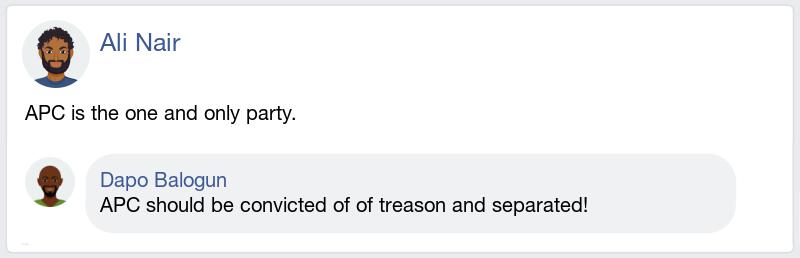 Ali Nair
APC is the one and only party.
Dapo Balogun
APC should be convicted of of treason and separated!